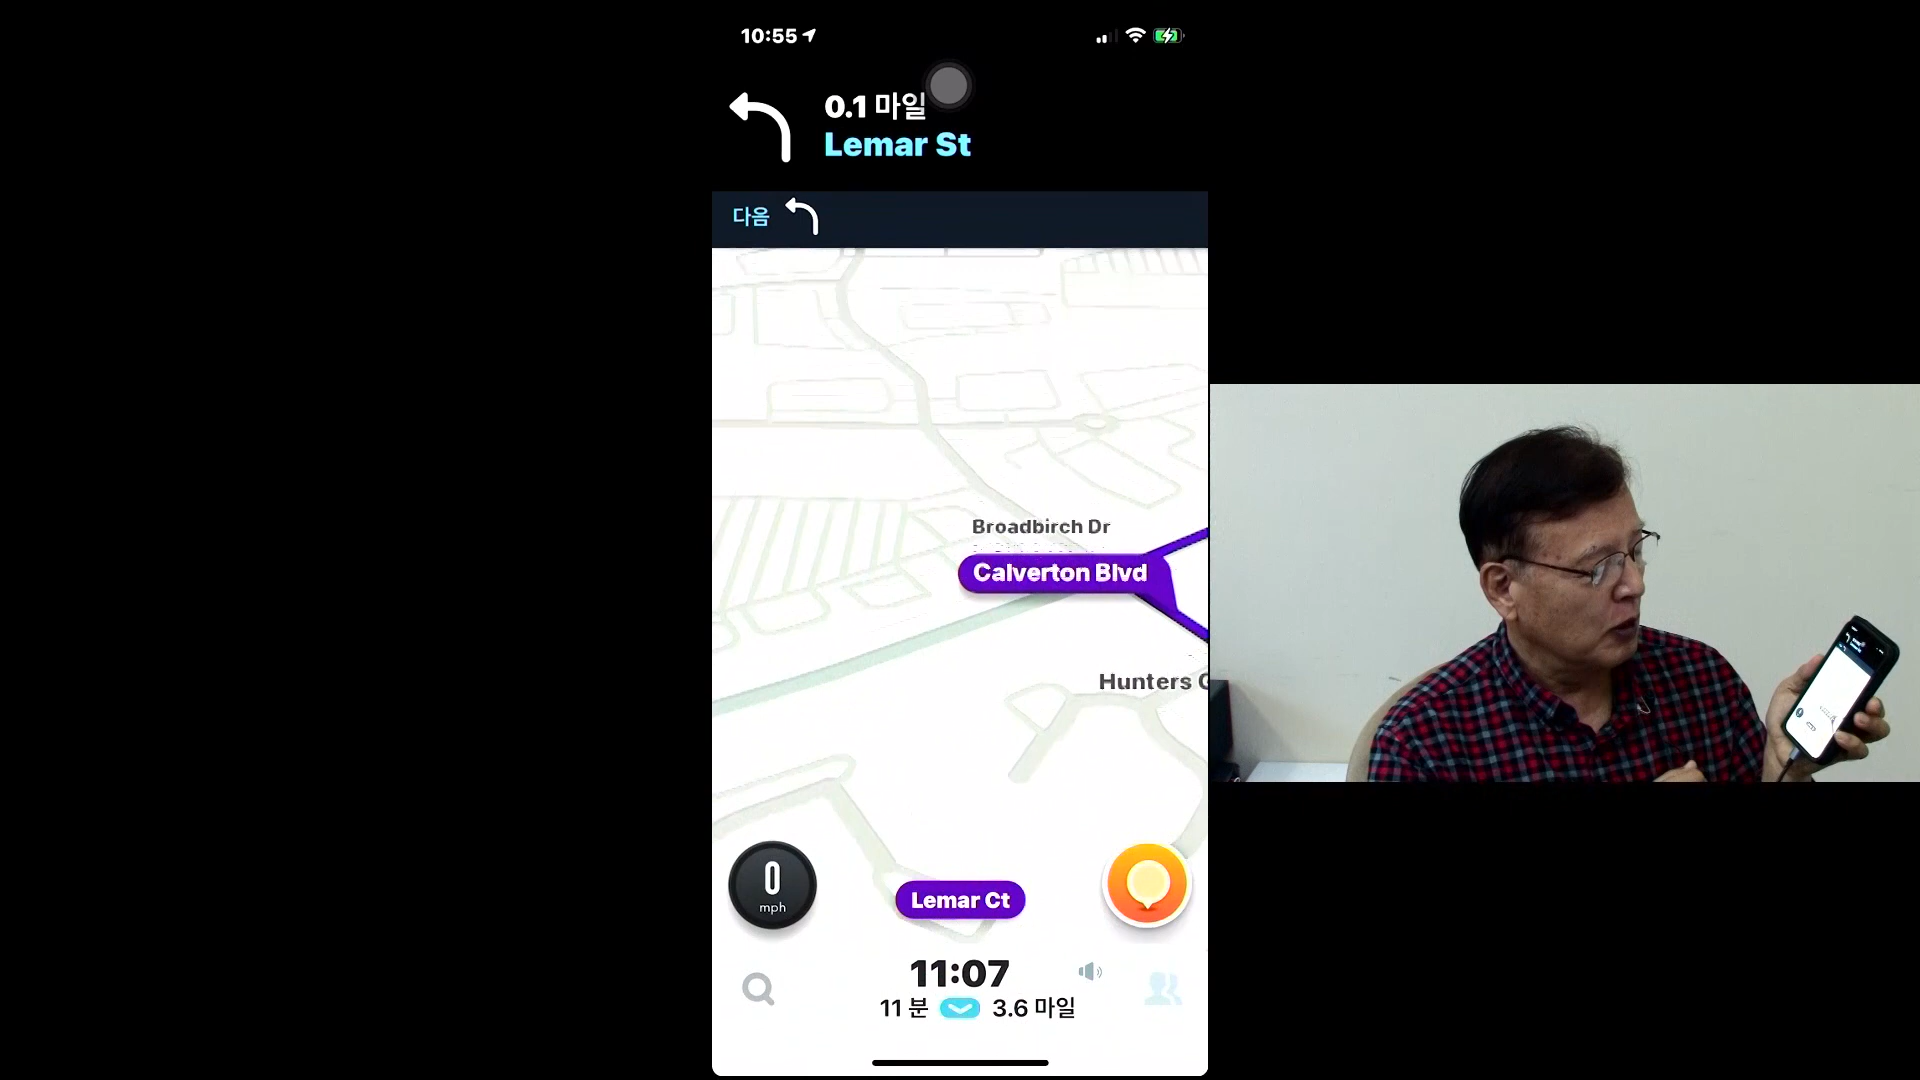 10:55
0.1 마일
Lemar St
다음
Broadbirch Dr
Calverton Blvd
Hunters
0
mph
Lemar Ct
11:07
11 분
3.6 마일